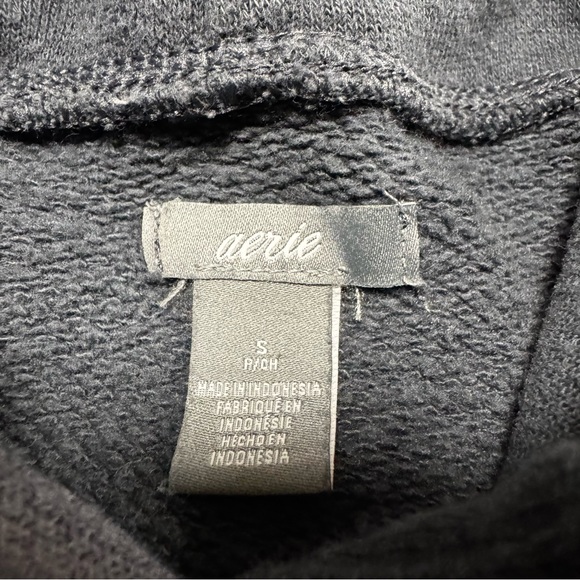 aerie
S
P/CH
MADE IN INDONESIA
FABRIQUÉ EN
INDONÉSIE
HECHO EN
INDONESIA